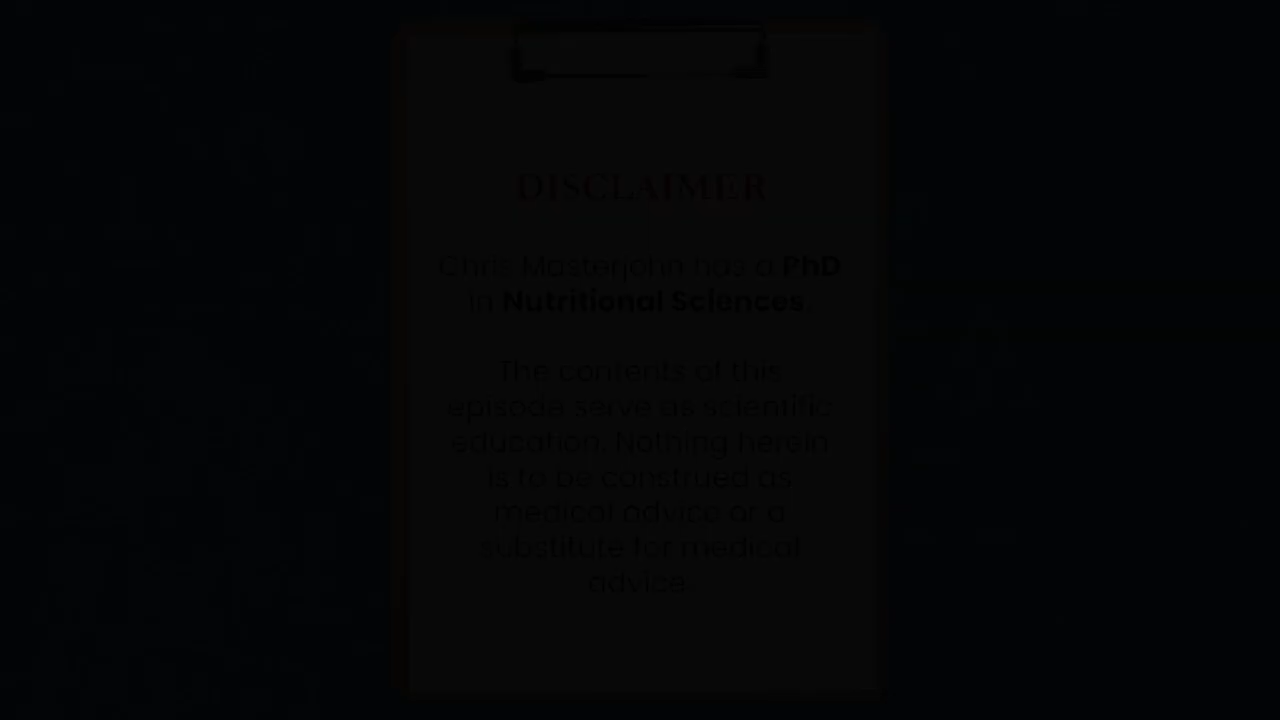 DISCLAIMER
Chris Masterjohn has a PhD
in Nutritional Sciences.
The contents of this
episode serve as scientific
education. Nothing herein
is to be construed as
medical advice or a
substitute for medical
advice.